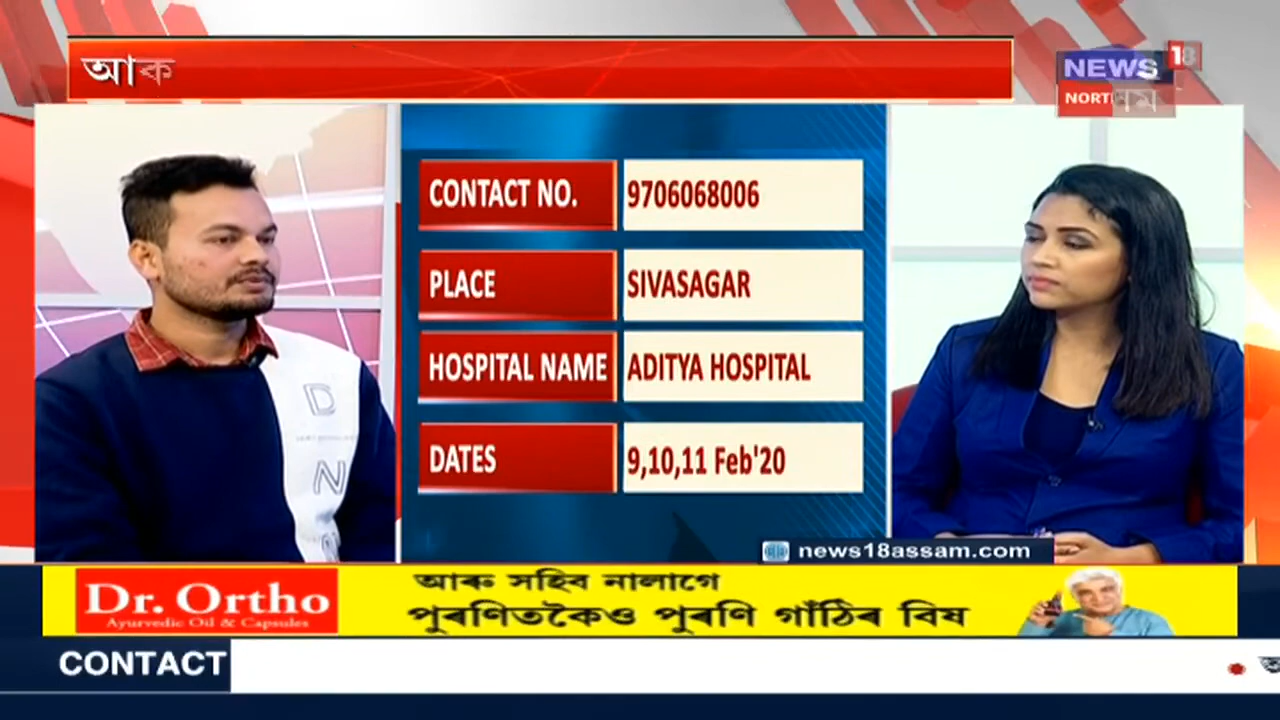 আক
NEWS 18
NORT
CONTACT NO. 9706068006
PLACE SIVASAGAR
HOSPITAL NAME ADITYA HOSPITAL
DATES 9,10,11 Feb'20
D
N
news18assam.com
Dr. Ortho
Ayurvedic Oil & Capsules
আৰু সহিব নালাগে
পুৰণিতকৈও পুৰণি গাঁঠিৰ বিষ
CONTACT